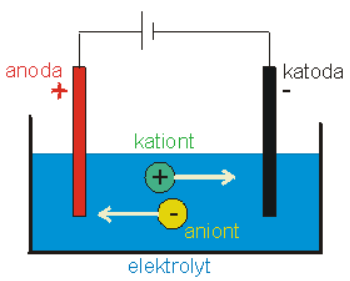 anoda
+
katoda
-
kationt
+
-
aniont
elektrolyt